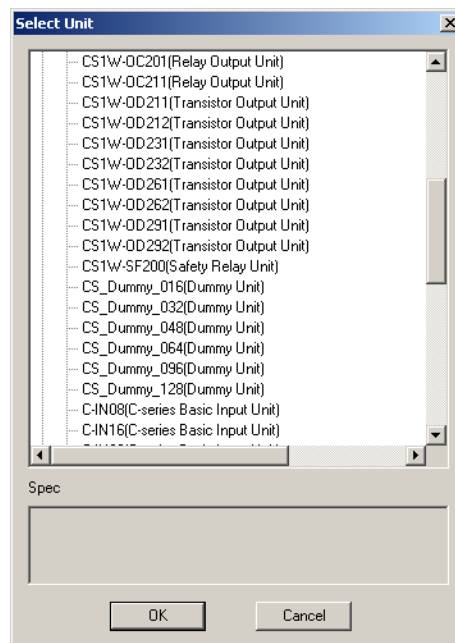 Select Unit
CS1W-OC201(Relay Output Unit)
CS1W-OC211(Relay Output Unit)
CS1W-OD211(Transistor Output Unit)
CS1W-OD212(Transistor Output Unit)
CS1W-OD231(Transistor Output Unit)
CS1W-OD232(Transistor Output Unit)
CS1W-OD261(Transistor Output Unit)
CS1W-OD262(Transistor Output Unit)
CS1W-OD291(Transistor Output Unit)
CS1W-OD292(Transistor Output Unit)
CS1W-SF200(Safety Relay Unit)
CS_Dummy_016(Dummy Unit)
CS_Dummy_032(Dummy Unit)
CS_Dummy_048(Dummy Unit)
CS_Dummy_064(Dummy Unit)
CS_Dummy_096(Dummy Unit)
CS_Dummy_128(Dummy Unit)
C-IN08(C-series Basic Input Unit)
C-IN16(C-series Basic Input Unit)
Spec
OK
Cancel